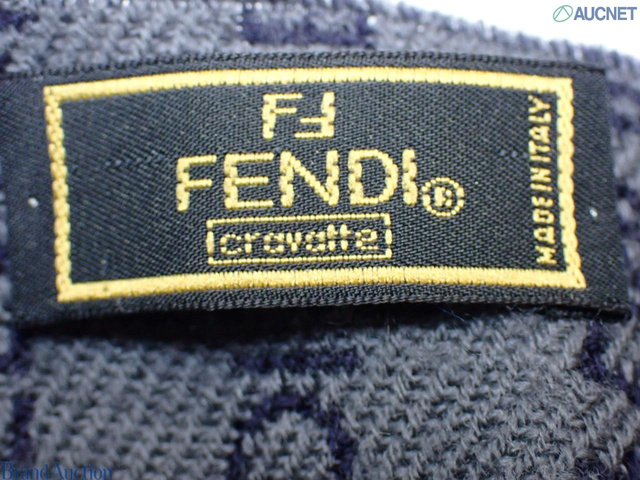 AUCNET
FF
FENDI®
cravatte
MADE IN ITALY
Brand Auction